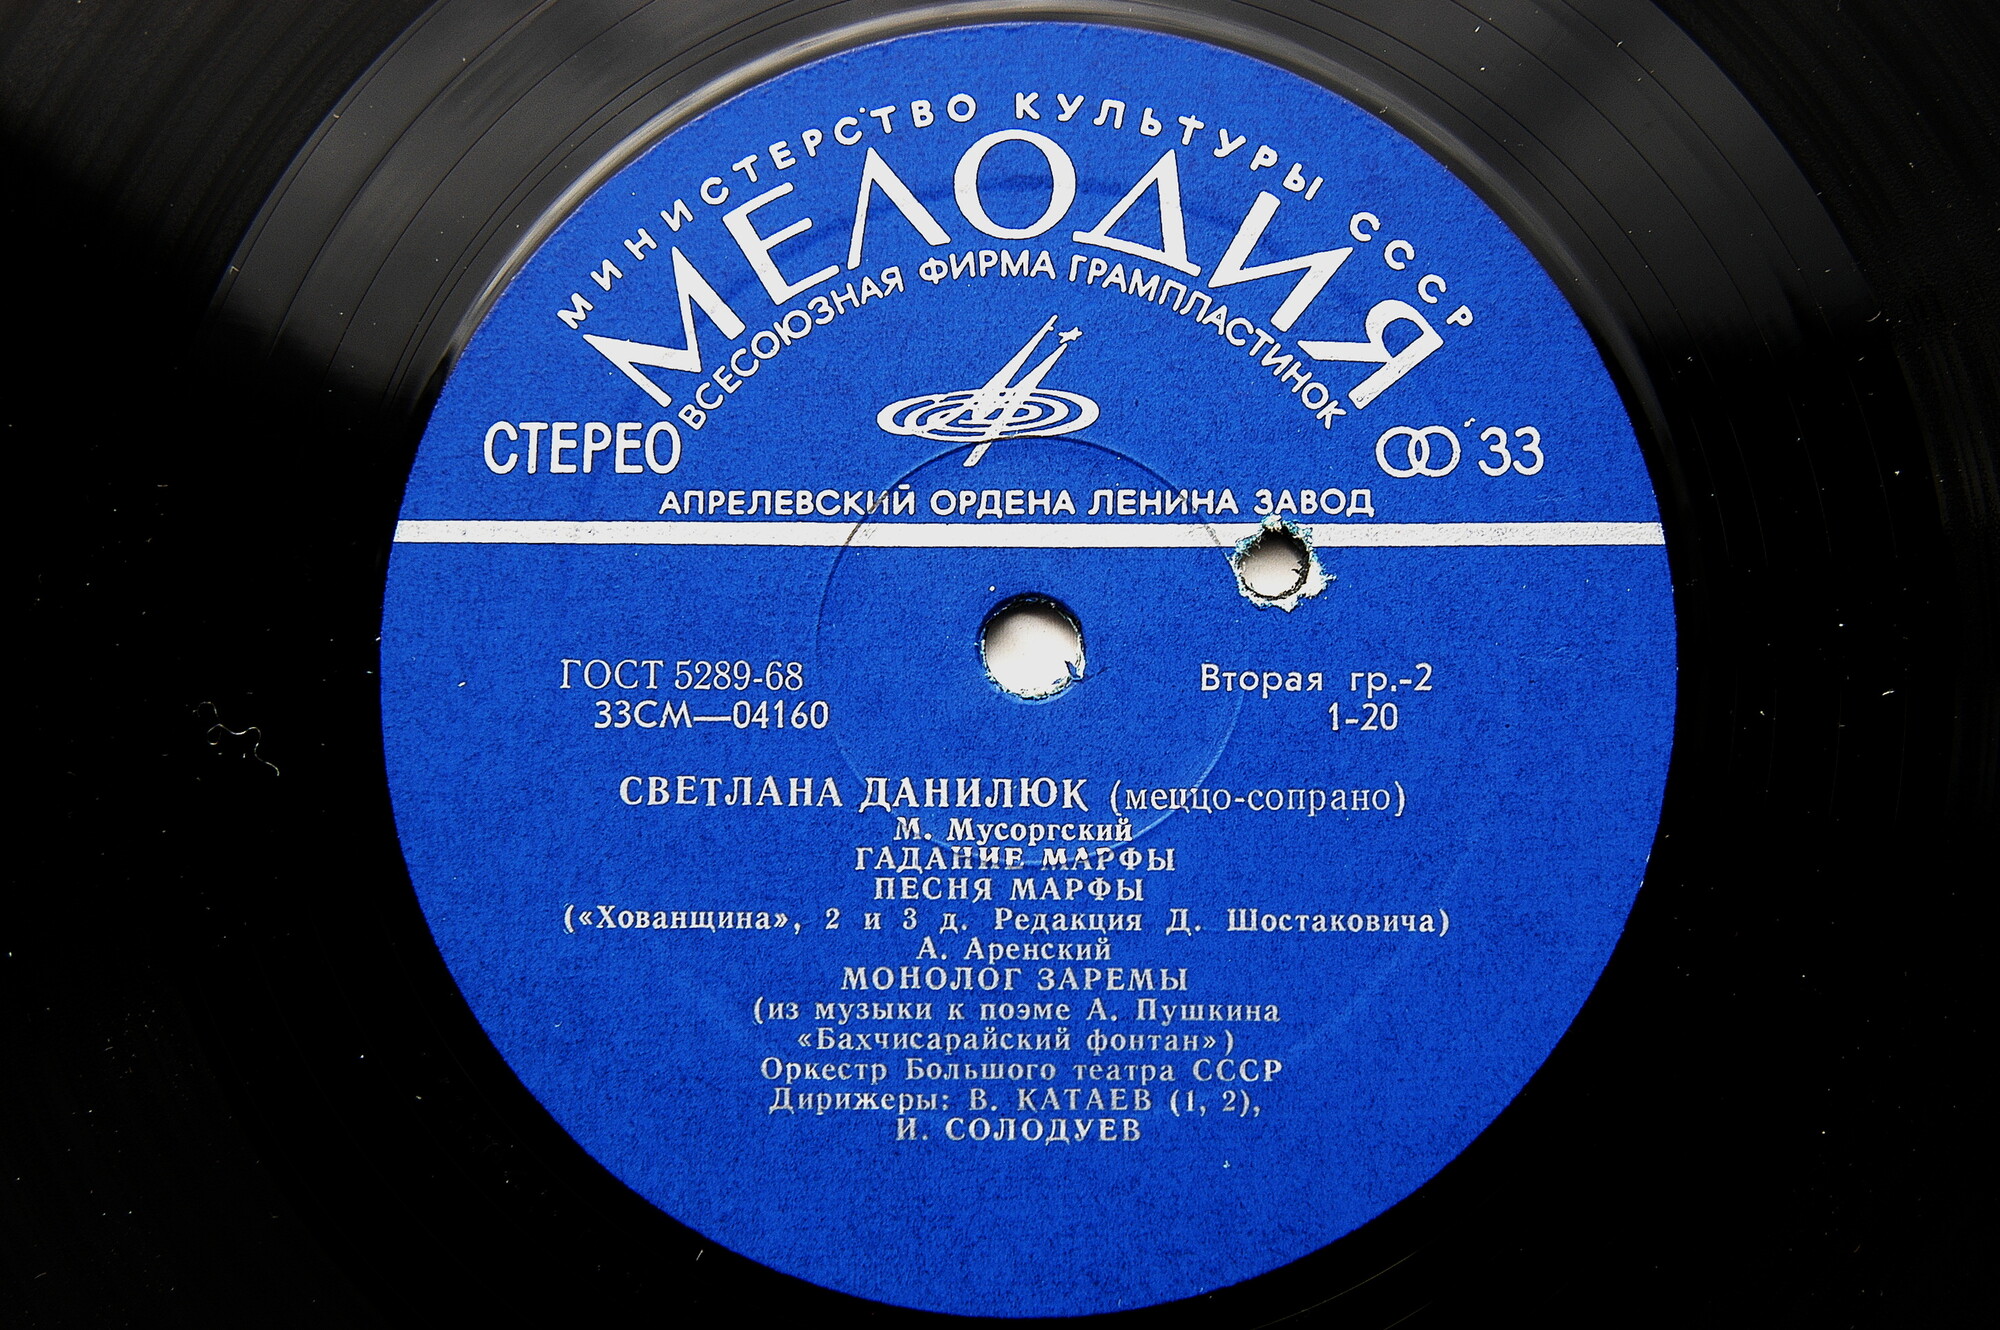 МИНИСТЕРСТВО КУЛЬТУРЫ СССР
МЕЛОДИЯ
ВСЕСОЮЗНАЯ ФИРМА ГРАМПЛАСТИНОК
СТЕРЕО
33
АПРЕЛЕВСКИЙ ОРДЕНА ЛЕНИНА ЗАВОД
ГОСТ 5289-68
33СМ—04160
Вторая гр.-2
1-20
СВЕТЛАНА ДАНИЛЮК (меццо-сопрано)
М. Мусоргский
ГАДАНИЕ МАРФЫ
ПЕСНЯ МАРФЫ
(«Хованщина», 2 и 3 д. Редакция Д. Шостаковича)
А. Аренский
МОНОЛОГ ЗАРЕМЫ
(из музыки к поэме А. Пушкина
«Бахчисарайский фонтан»)
Оркестр Большого театра СССР
Дирижеры: В. КАТАЕВ (1, 2),
И. СОЛОДУЕВ